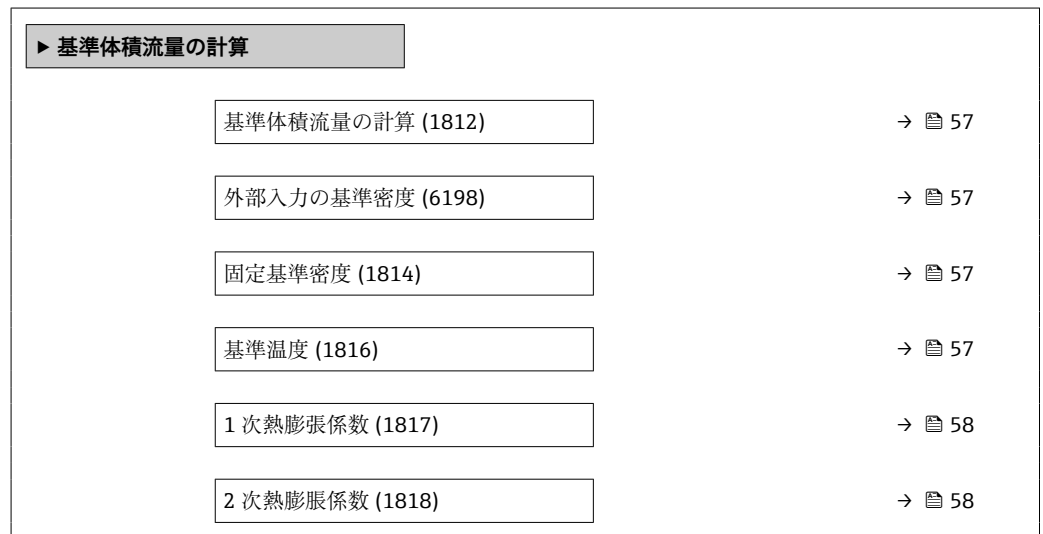 ▶ 基準体積流量の計算
基準体積流量の計算 (1812) → 57
外部入力の基準密度 (6198) → 57
固定基準密度 (1814) → 57
基準温度 (1816) → 57
1 次熱膨張係数 (1817) → 58
2 次熱膨脹係数 (1818) → 58